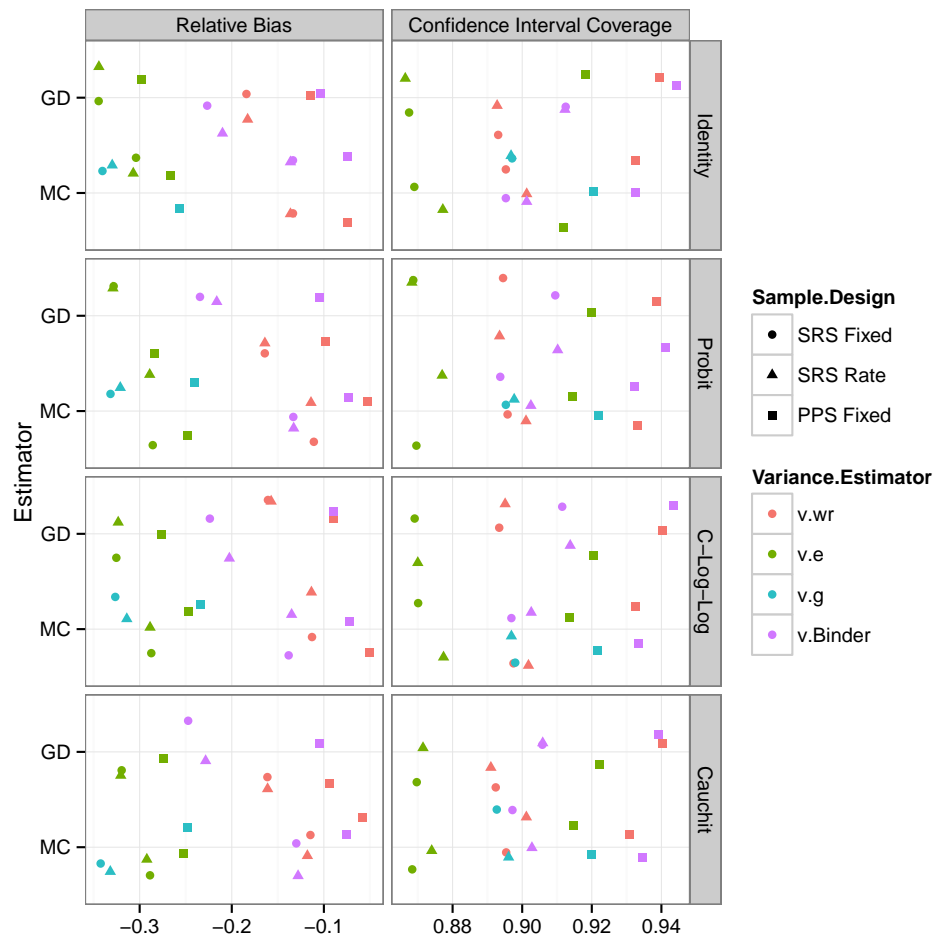 Relative Bias
Confidence Interval Coverage
Estimator
GD
MC
Identity
GD
MC
Probit
GD
MC
C−Log−Log
GD
MC
Cauchit
−0.3
−0.2
−0.1
0.88
0.90
0.92
0.94
Sample.Design
SRS Fixed
SRS Rate
PPS Fixed
Variance.Estimator
v.wr
v.e
v.g
v.Binder